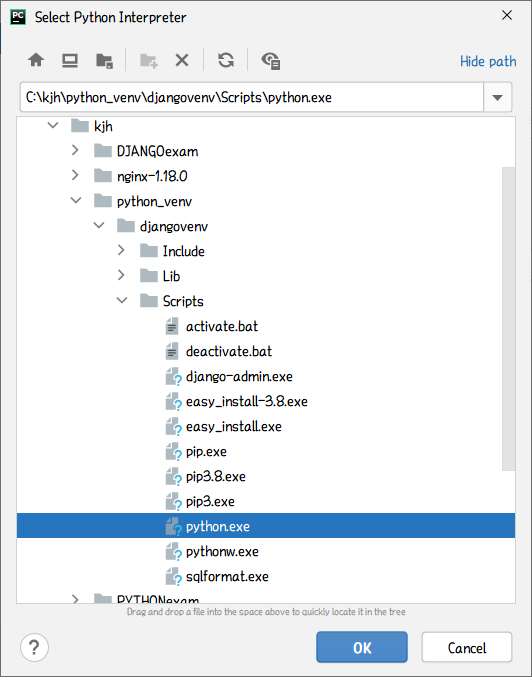 PC Select Python Interpreter
Hide path
C:\kjh\python_venv\djangovenv\Scripts\python.exe
kjh
DJANGOexam
nginx-1.18.0
python_venv
djangovenv
Include
Lib
Scripts
activate.bat
deactivate.bat
django-admin.exe
easy_install-3.8.exe
easy_install.exe
pip.exe
pip3.8.exe
pip3.exe
python.exe
pythonw.exe
sqlformat.exe
PYTHONexam
Drag and drop a file into the space above to quickly locate it in the tree
? OK Cancel